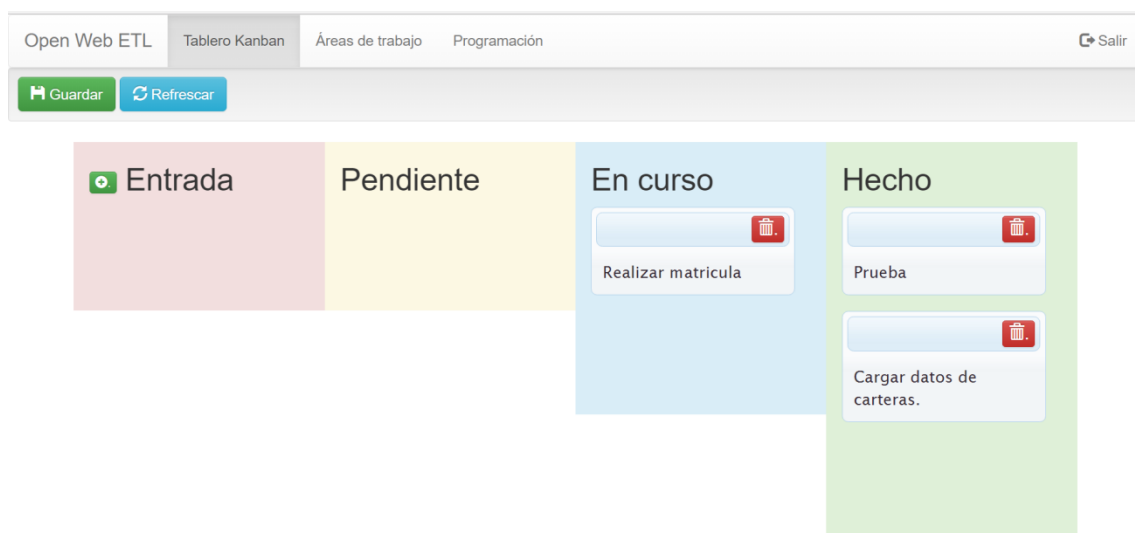 Open Web ETL Tablero Kanban Áreas de trabajo Programación Salir
Guardar Refrescar
Entrada Pendiente En curso Hecho
Realizar matricula Prueba
Cargar datos de
carteras.